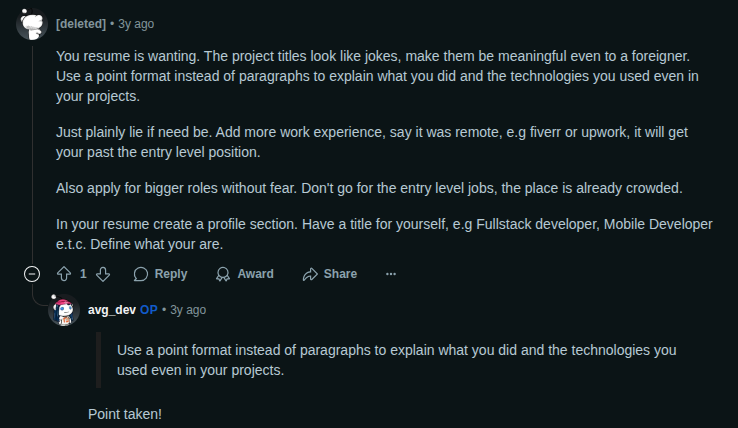 [deleted] • 3y ago
You resume is wanting. The project titles look like jokes, make them be meaningful even to a foreigner.
Use a point format instead of paragraphs to explain what you did and the technologies you used even in
your projects.
Just plainly lie if need be. Add more work experience, say it was remote, e.g fiverr or upwork, it will get
your past the entry level position.
Also apply for bigger roles without fear. Don't go for the entry level jobs, the place is already crowded.
In your resume create a profile section. Have a title for yourself, e.g Fullstack developer, Mobile Developer
e.t.c. Define what your are.
1 Reply Award Share ...
avg_dev OP • 3y ago
Use a point format instead of paragraphs to explain what you did and the technologies you
used even in your projects.
Point taken!